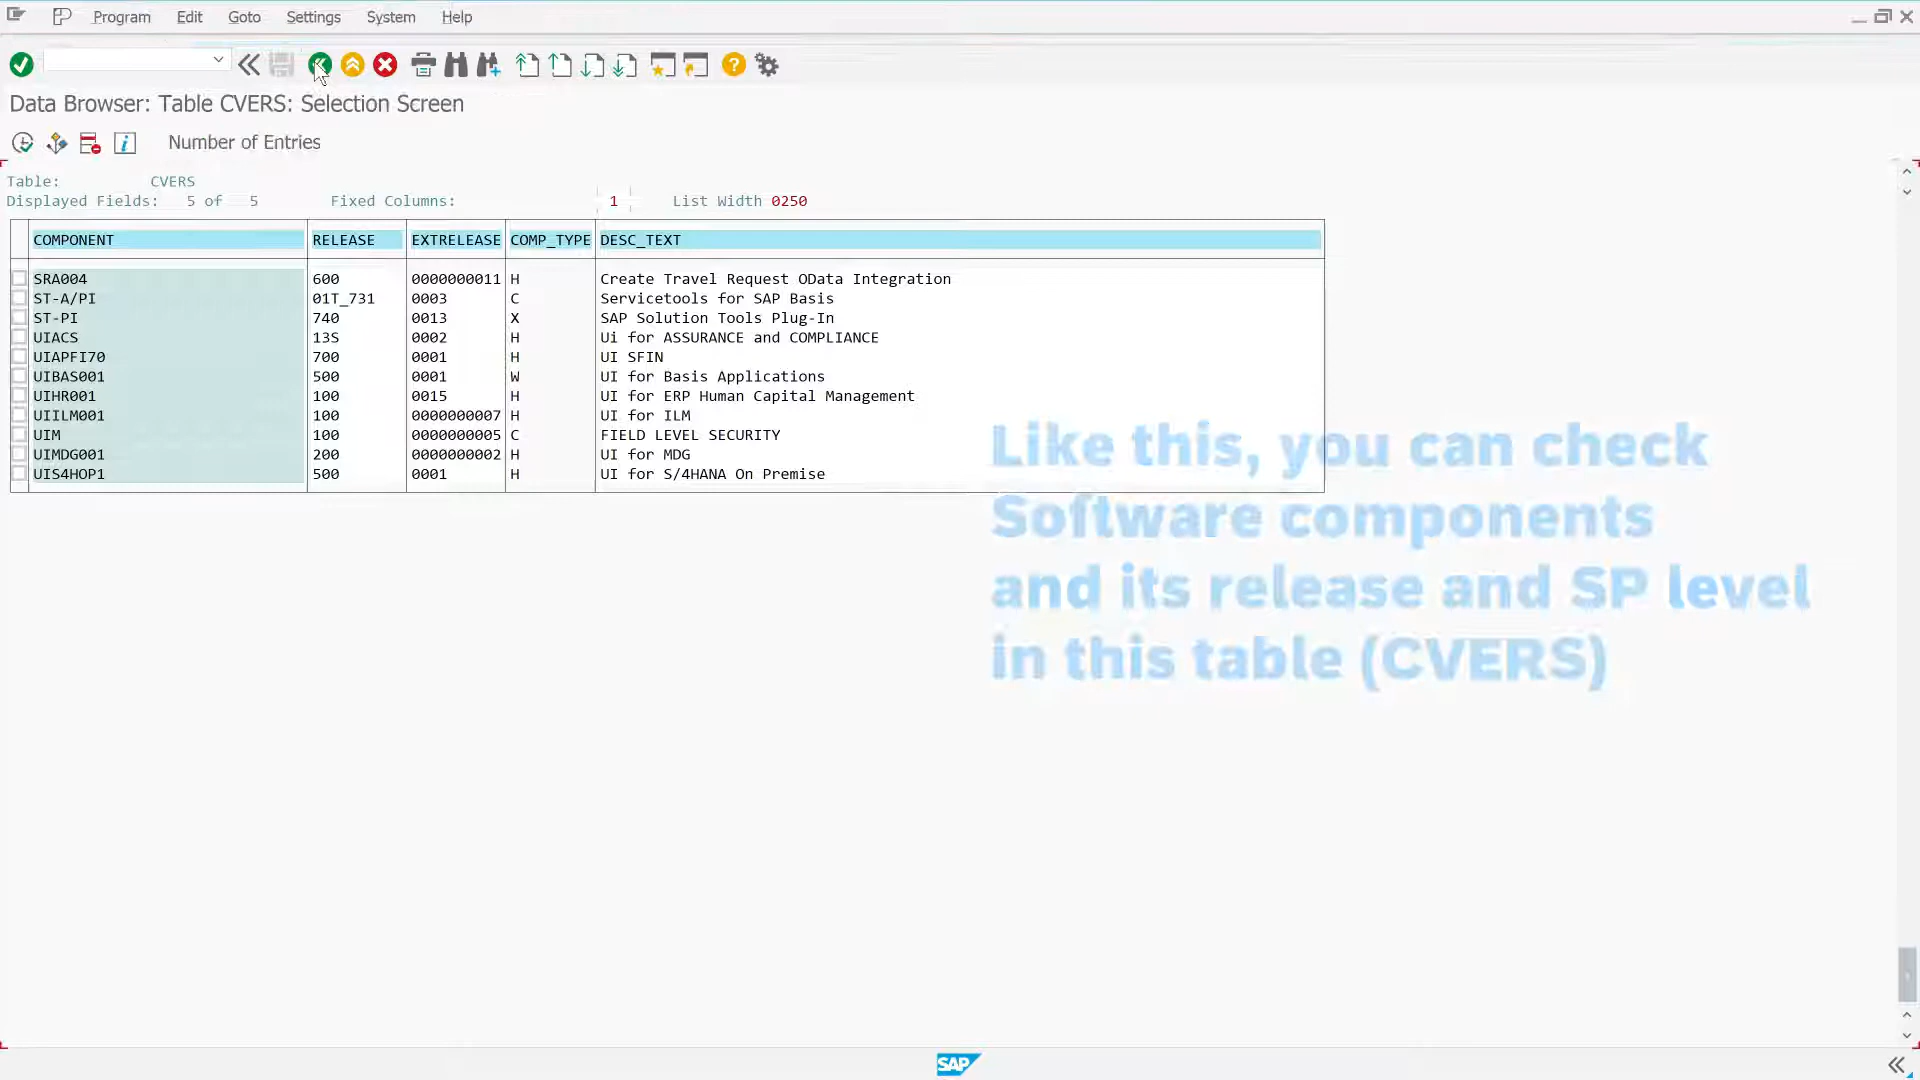 Program Edit Goto Settings System Help
Data Browser: Table CVERS: Selection Screen
Number of Entries
Table: CVERS
Displayed Fields: 5 of 5 Fixed Columns: 1 List Width 0250
COMPONENT RELEASE EXTRELEASE COMP_TYPE DESC_TEXT
SRA004 600 0000000011 H Create Travel Request OData Integration
ST-A/PI 01T_731 0003 C Servicetools for SAP Basis
ST-PI 740 0013 X SAP Solution Tools Plug-In
UIACS 13S 0002 H Ui for ASSURANCE and COMPLIANCE
UIAPFI70 700 0001 H UI SFIN
UIBAS001 500 0001 W UI for Basis Applications
UIHR001 100 0015 H UI for ERP Human Capital Management
UIILM001 100 0000000007 H UI for ILM
UIM 100 0000000005 C FIELD LEVEL SECURITY
UIMDG001 200 0000000002 H UI for MDG
UIS4HOP1 500 0001 H UI for S/4HANA On Premise
Like this, you can check
Software components
and its release and SP level
in this table (CVERS)
SAP